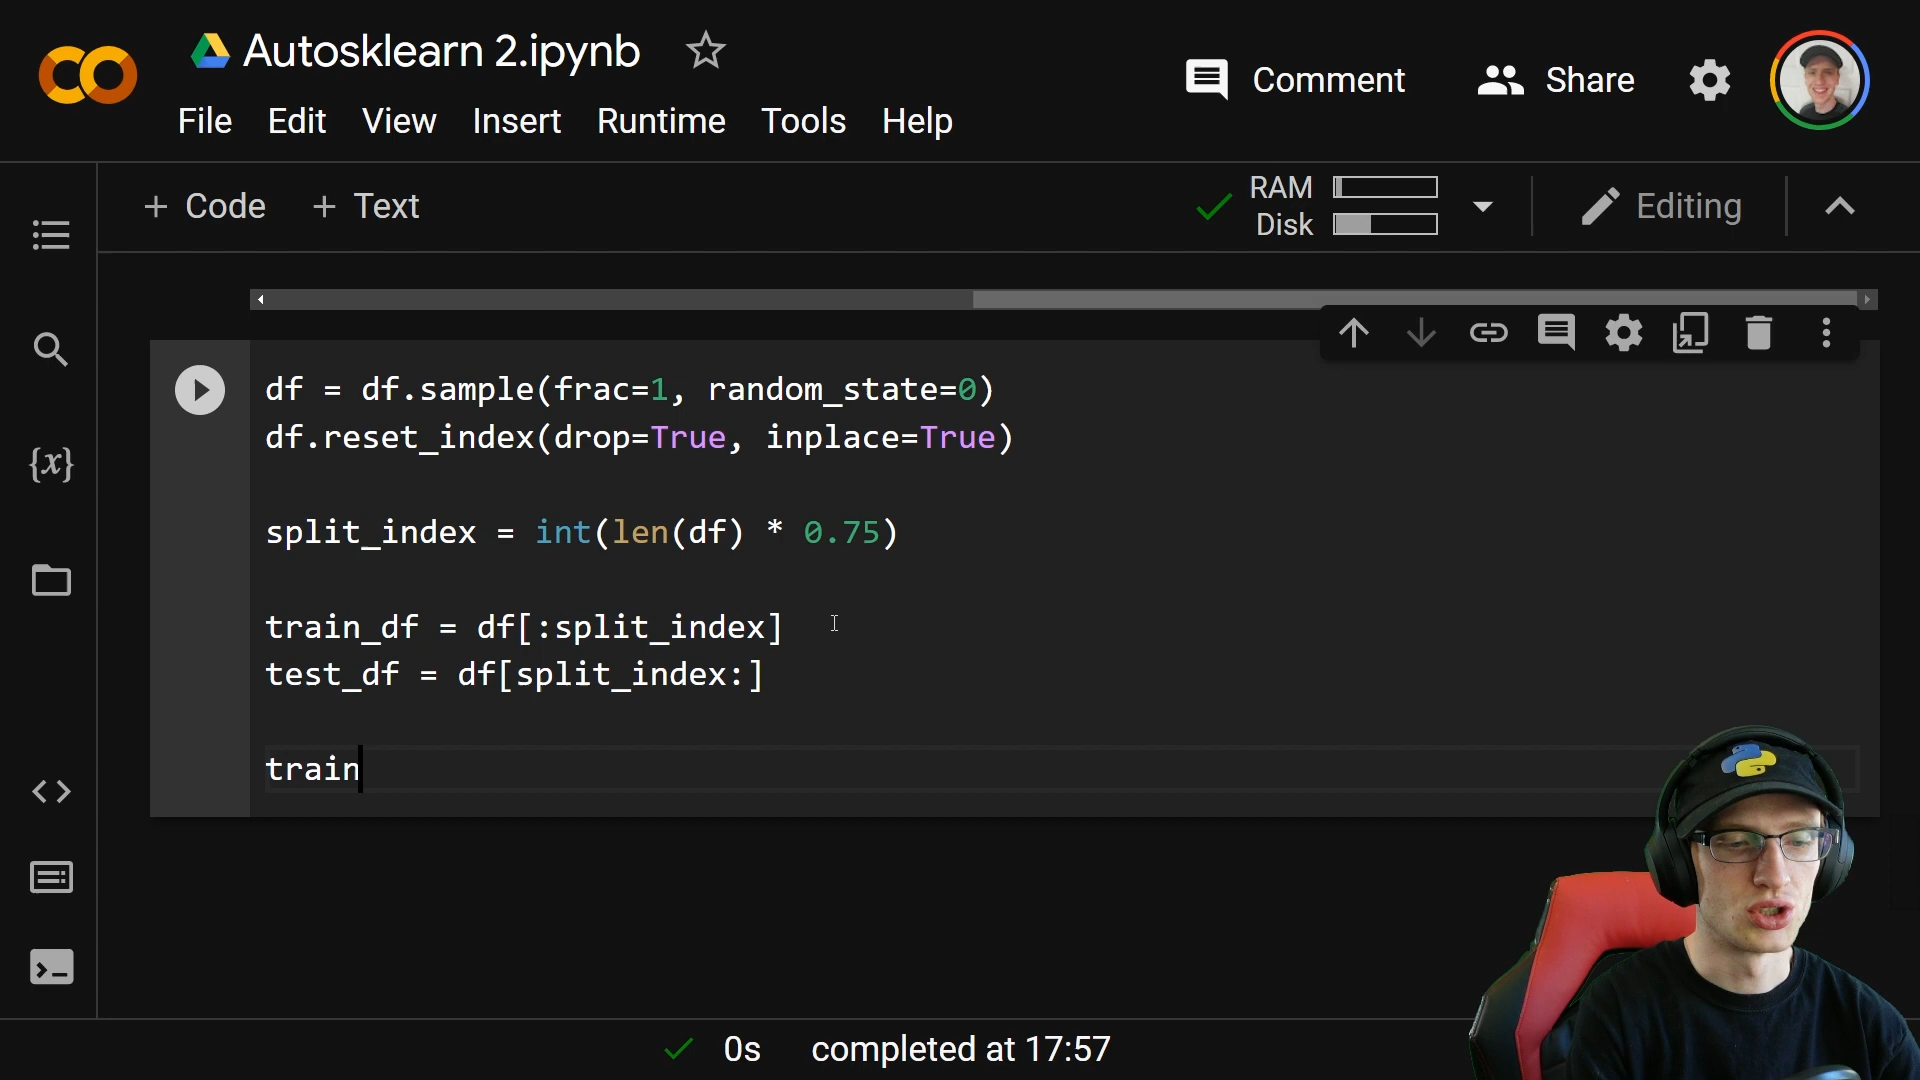 Autosklearn 2.ipynb
Comment
Share
File Edit View Insert Runtime Tools Help
+ Code + Text
RAM
Disk
Editing
{x}
df = df.sample(frac=1, random_state=0)
df.reset_index(drop=True, inplace=True)
split_index = int(len(df) * 0.75)
train_df = df[:split_index]
test_df = df[split_index:]
train
0s completed at 17:57